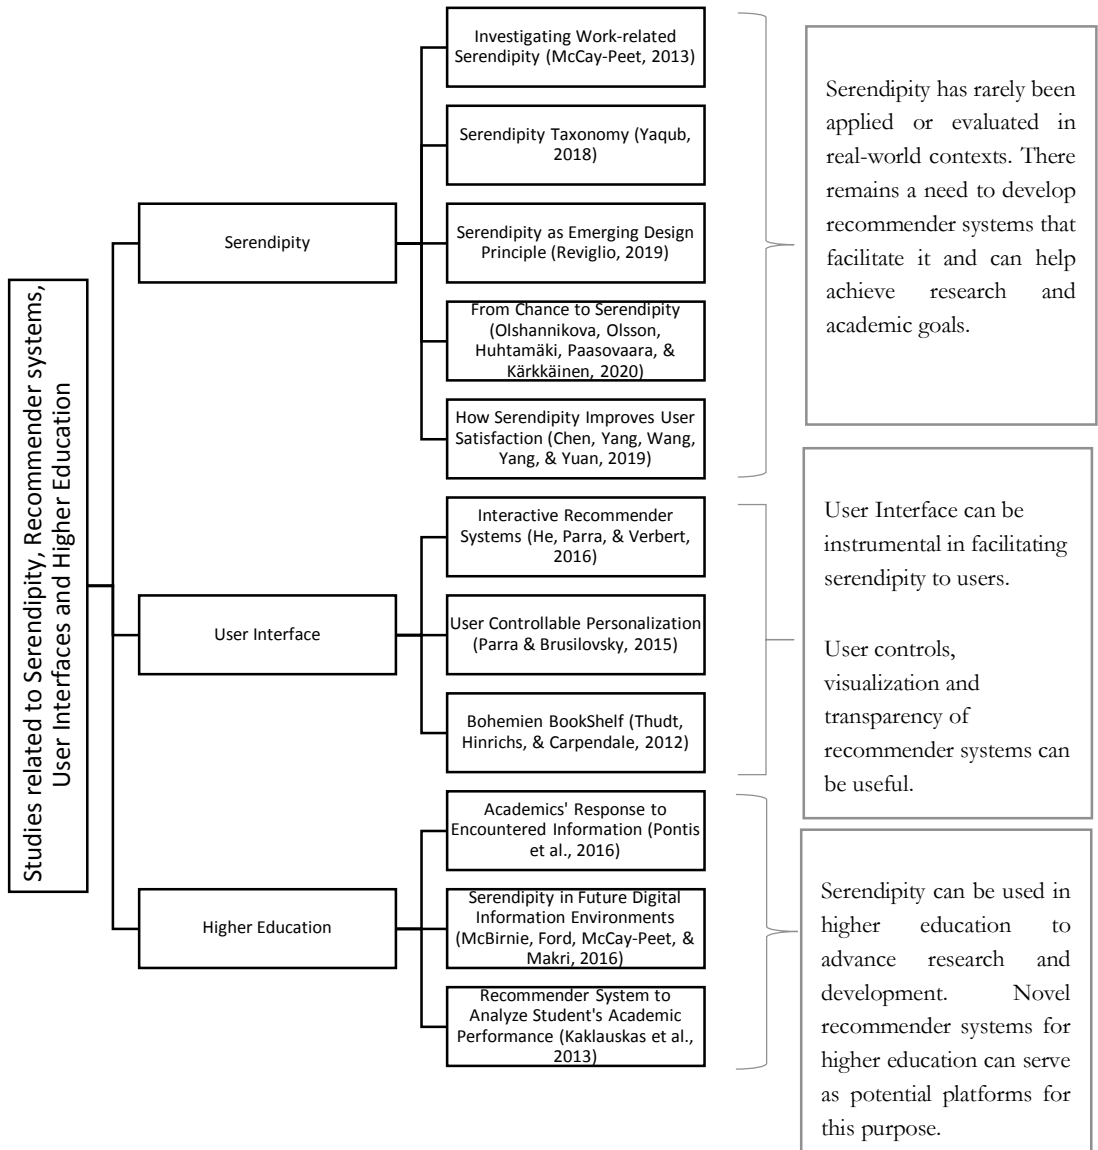 Studies related to Serendipity, Recommender systems,
User Interfaces and Higher Education
Serendipity
Investigating Work-related
Serendipity (McCay-Peet, 2013)
Serendipity Taxonomy (Yaqub,
2018)
Serendipity as Emerging Design
Principle (Reviglio, 2019)
From Chance to Serendipity
(Olshannikova, Olsson,
Huhtamäki, Paasovaara, &
Kärkkäinen, 2020)
How Serendipity Improves User
Satisfaction (Chen, Yang, Wang,
Yang, & Yuan, 2019)
Serendipity has rarely been
applied or evaluated in
real-world contexts. There
remains a need to develop
recommender systems that
facilitate it and can help
achieve research and
academic goals.
User Interface
Interactive Recommender
Systems (He, Parra, & Verbert,
2016)
User Controllable Personalization
(Parra & Brusilovsky, 2015)
Bohemien BookShelf (Thudt,
Hinrichs, & Carpendale, 2012)
User Interface can be
instrumental in facilitating
serendipity to users.
User controls,
visualization and
transparency of
recommender systems can
be useful.
Higher Education
Academics' Response to
Encountered Information (Pontis
et al., 2016)
Serendipity in Future Digital
Information Environments
(McBirnie, Ford, McCay-Peet, &
Makri, 2016)
Recommender System to
Analyze Student's Academic
Performance (Kaklauskas et al.,
2013)
Serendipity can be used in
higher education to
advance research and
development. Novel
recommender systems for
higher education can serve
as potential platforms for
this purpose.